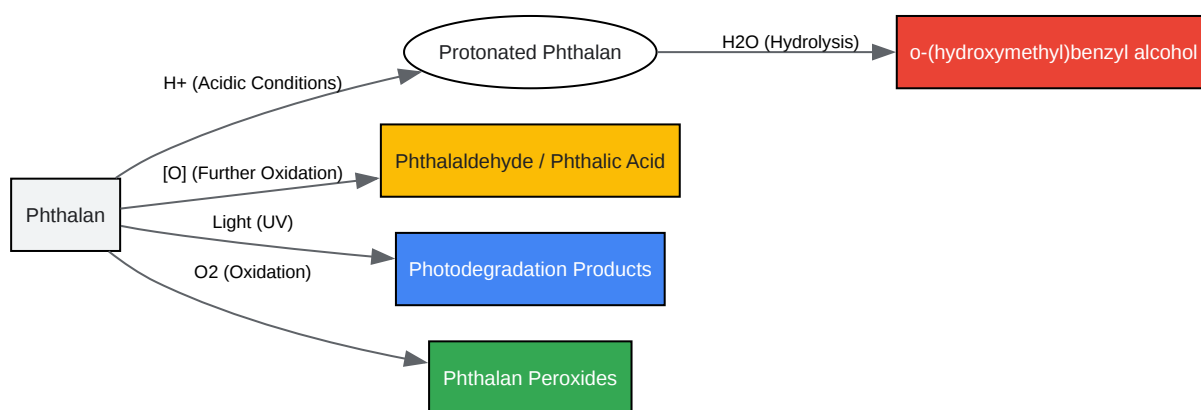 Protonated Phthalan
H2O (Hydrolysis)
o-(hydroxymethyl)benzyl alcohol
H+ (Acidic Conditions)
[O] (Further Oxidation)
Phthalaldehyde / Phthalic Acid
Phthalan
Light (UV)
Photodegradation Products
O2 (Oxidation)
Phthalan Peroxides